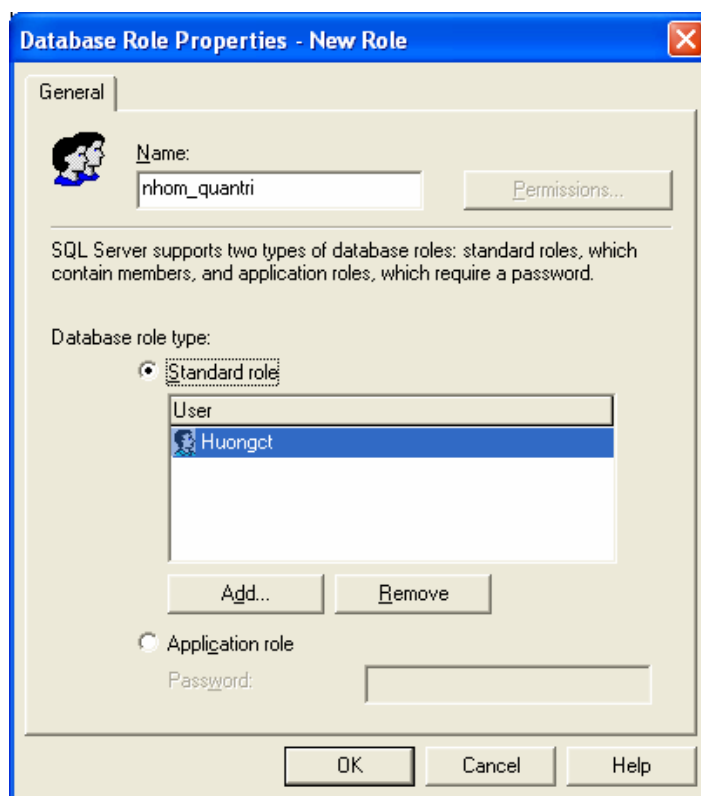 Database Role Properties - New Role
General
Name:
nhom_quantri
Permissions...
SQL Server supports two types of database roles: standard roles, which
contain members, and application roles, which require a password.
Database role type:
Standard role
User
Huongct
Add...
Remove
Application role
Password:
OK
Cancel
Help